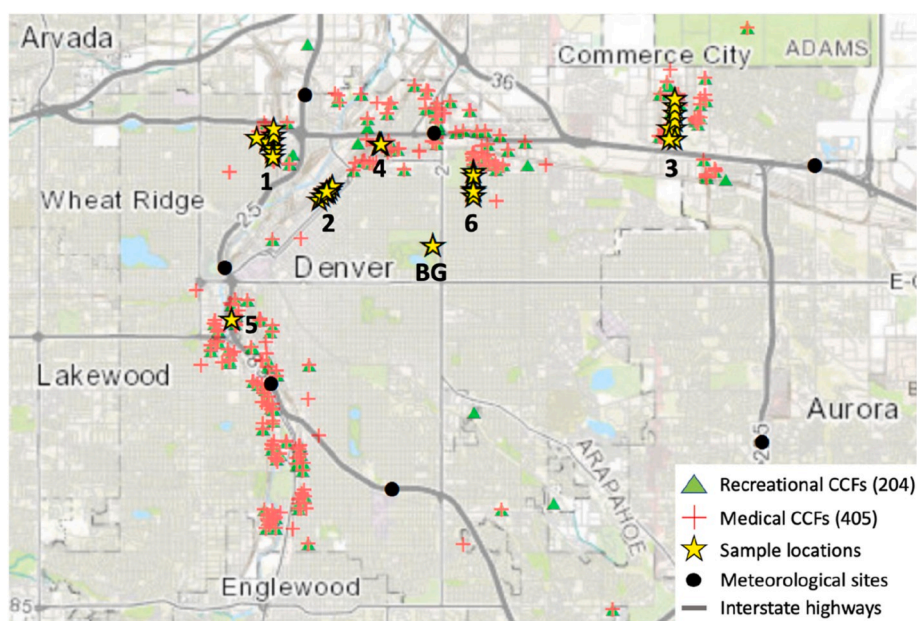 Arvada
Commerce City
ADAMS
36
1
4
2
3
Wheat Ridge
2
6
25
Denver
BG
E-
5
Lakewood
Aurora
ARAPAHOE
Englewood
85
Recreational CCFs (204)
Medical CCFs (405)
Sample locations
Meteorological sites
Interstate highways